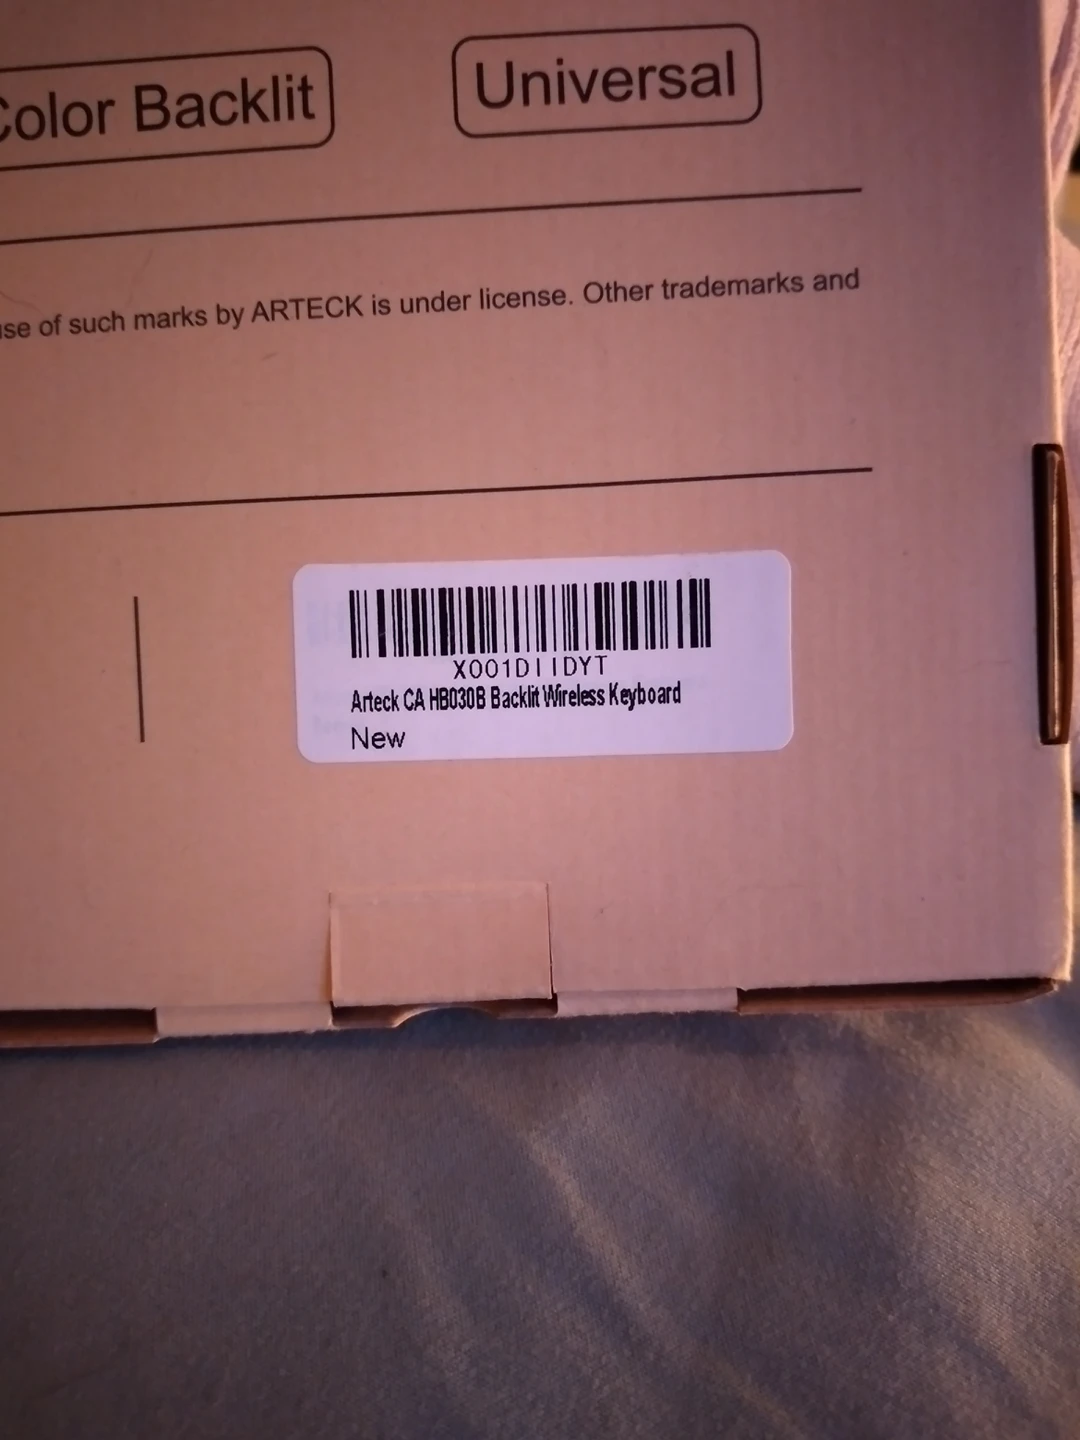 Color Backlit
Universal
use of such marks by ARTECK is under license. Other trademarks and
X001DIIDYT
Arteck CA HB030B Backlit Wireless Keyboard
New